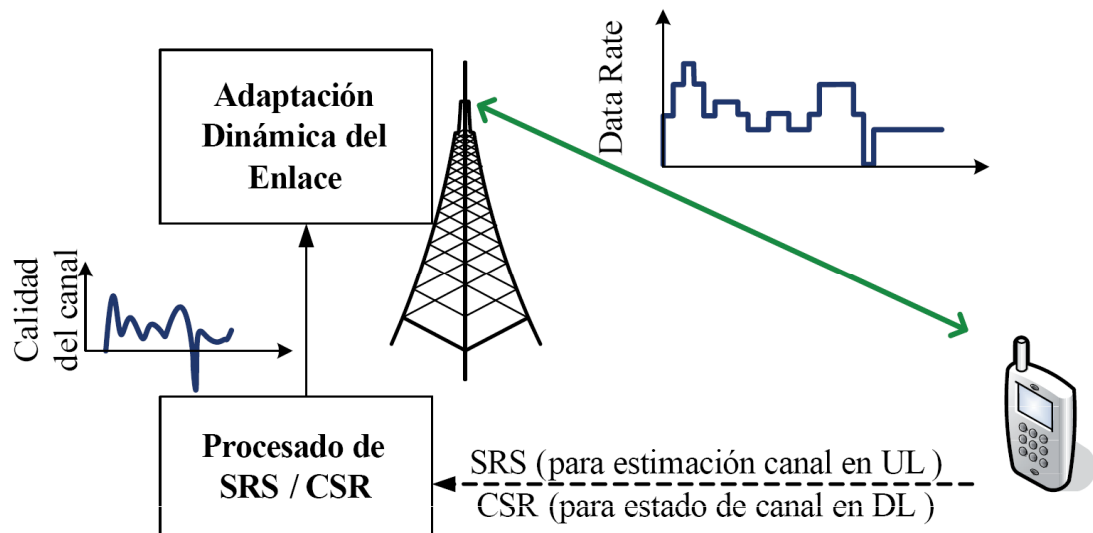 Adaptación
Dinámica del
Enlace
Data Rate
Calidad
del canal
Procesado de
SRS / CSR
SRS (para estimación canal en UL )
CSR (para estado de canal en DL )